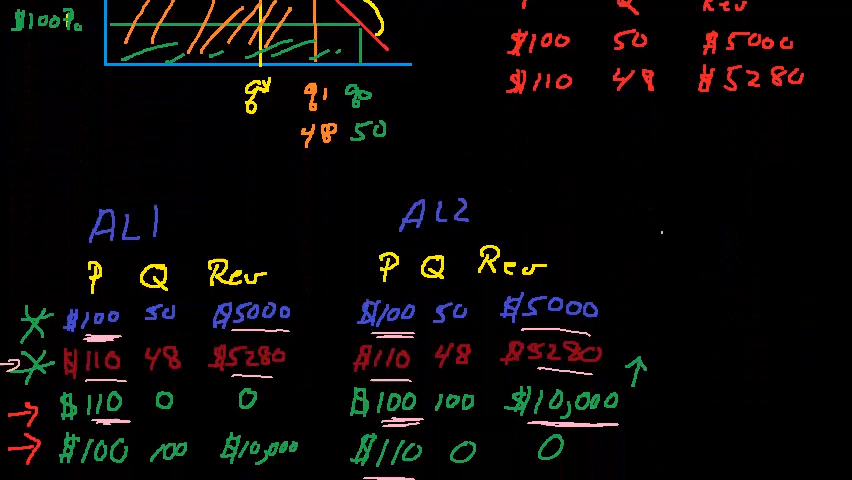 $100
P Q Rev
$100 50 $5000
$110 48 $5280
q1 q0
48 50
AL1 AL2
P Q Rev P Q Rev
$100 50 $5000 $100 50 $5000
$110 48 $5280 $110 48 $5280
$110 0 0 $100 100 $10,000
$100 100 $10,000 $110 0 0